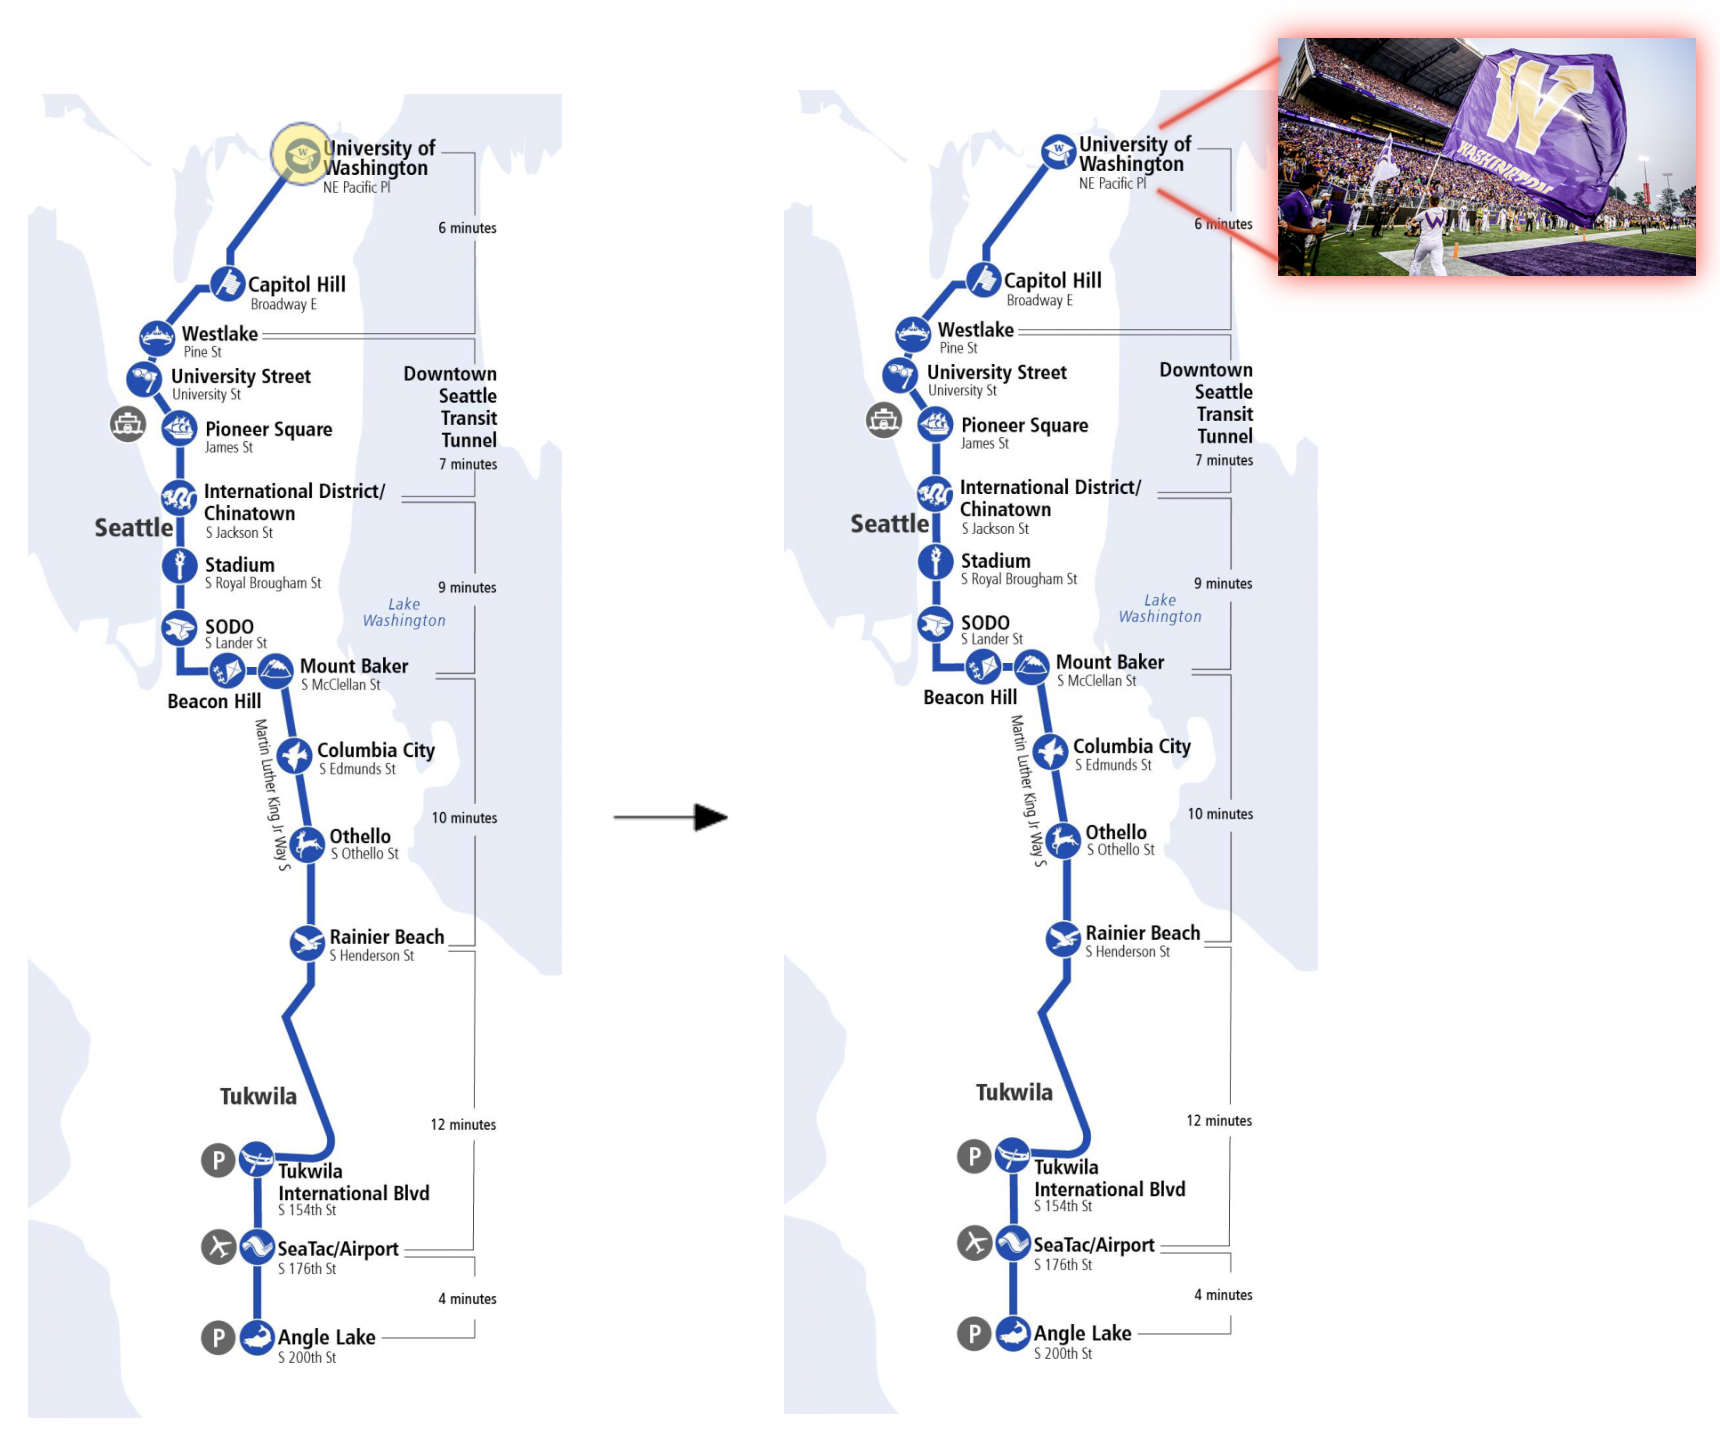 W
University of
Washington
NE Pacific Pl
6 minutes
Capitol Hill
Broadway E
Westlake
Pine St
University Street
University St
Downtown
Seattle
Transit
Tunnel
7 minutes
Pioneer Square
James St
International District/
Chinatown
S Jackson St
Seattle
Stadium
S Royal Brougham St
9 minutes
Lake
Washington
SODO
S Lander St
Mount Baker
S McClellan St
Beacon Hill
Martin Luther King Jr Way S
Columbia City
S Edmunds St
10 minutes
Othello
S Othello St
Rainier Beach
S Henderson St
Tukwila
12 minutes
P
Tukwila
International Blvd
S 154th St
SeaTac/Airport
S 176th St
4 minutes
P
Angle Lake
S 200th St
W
University of
Washington
NE Pacific Pl
6 minutes
Capitol Hill
Broadway E
Westlake
Pine St
University Street
University St
Downtown
Seattle
Transit
Tunnel
7 minutes
Pioneer Square
James St
International District/
Chinatown
S Jackson St
Seattle
Stadium
S Royal Brougham St
9 minutes
Lake
Washington
SODO
S Lander St
Mount Baker
S McClellan St
Beacon Hill
Martin Luther King Jr Way S
Columbia City
S Edmunds St
10 minutes
Othello
S Othello St
Rainier Beach
S Henderson St
Tukwila
12 minutes
P
Tukwila
International Blvd
S 154th St
SeaTac/Airport
S 176th St
4 minutes
P
Angle Lake
S 200th St
W
WASHINGTON
W